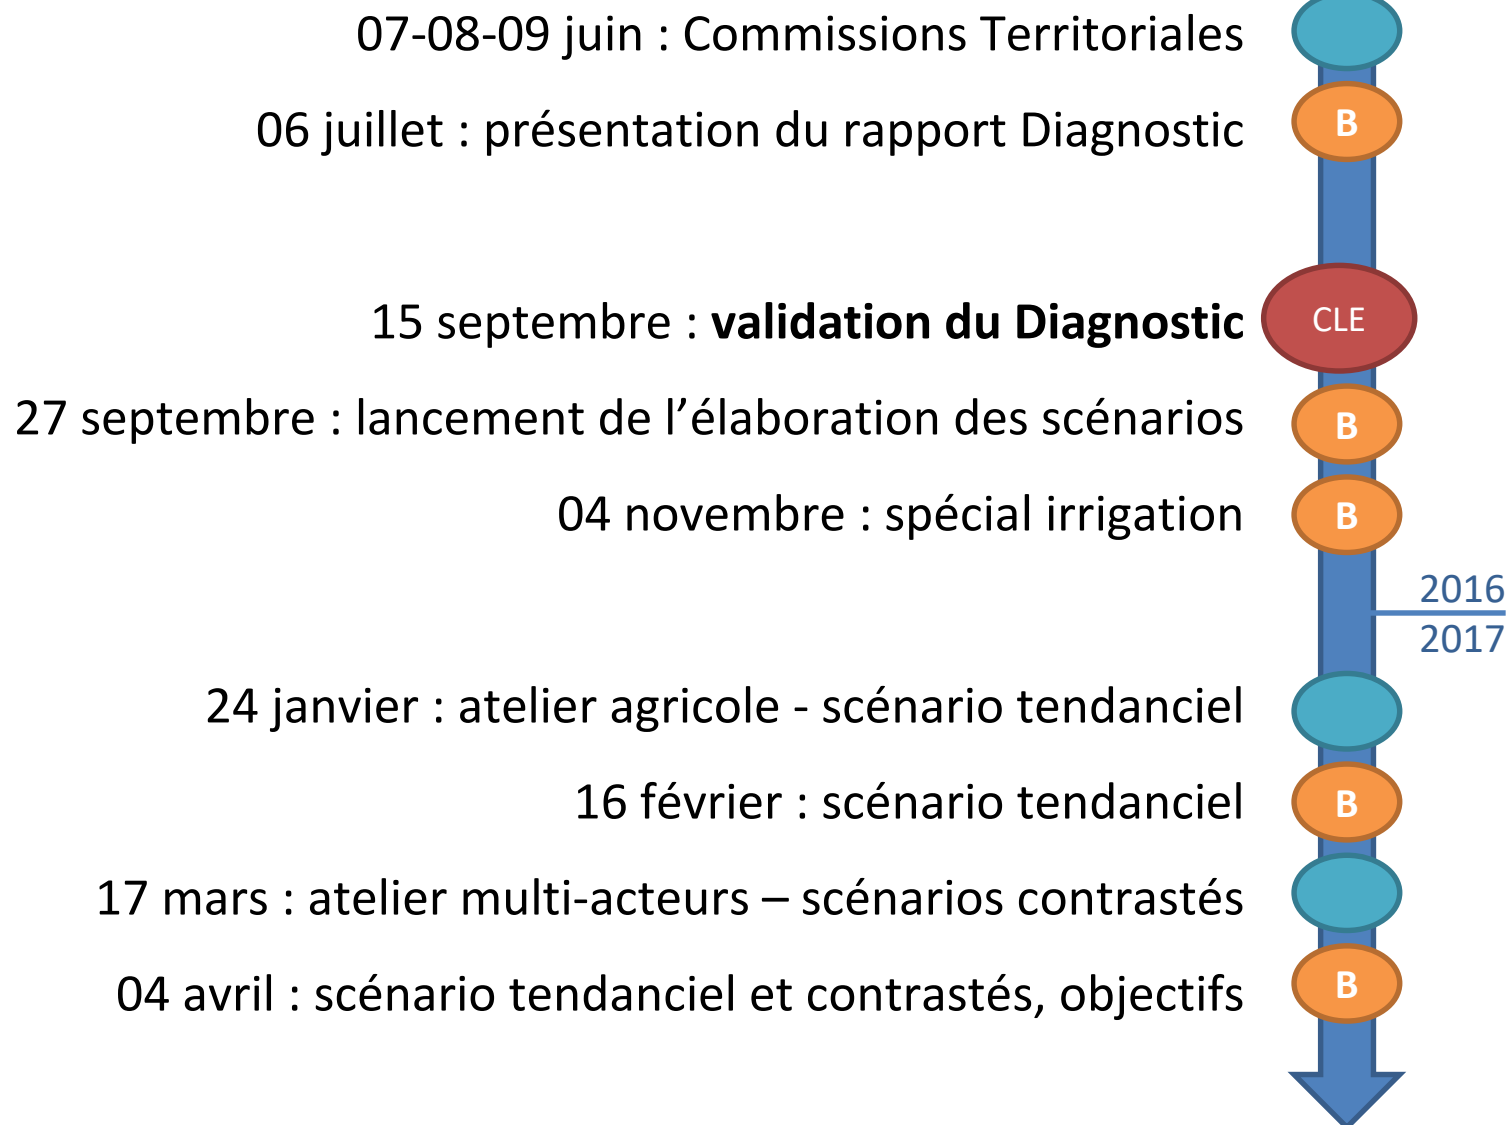 07-08-09 juin : Commissions Territoriales
06 juillet : présentation du rapport Diagnostic
B
15 septembre : validation du Diagnostic
CLE
27 septembre : lancement de l’élaboration des scénarios
B
04 novembre : spécial irrigation
B
2016
2017
24 janvier : atelier agricole - scénario tendanciel
16 février : scénario tendanciel
B
17 mars : atelier multi-acteurs – scénarios contrastés
04 avril : scénario tendanciel et contrastés, objectifs
B